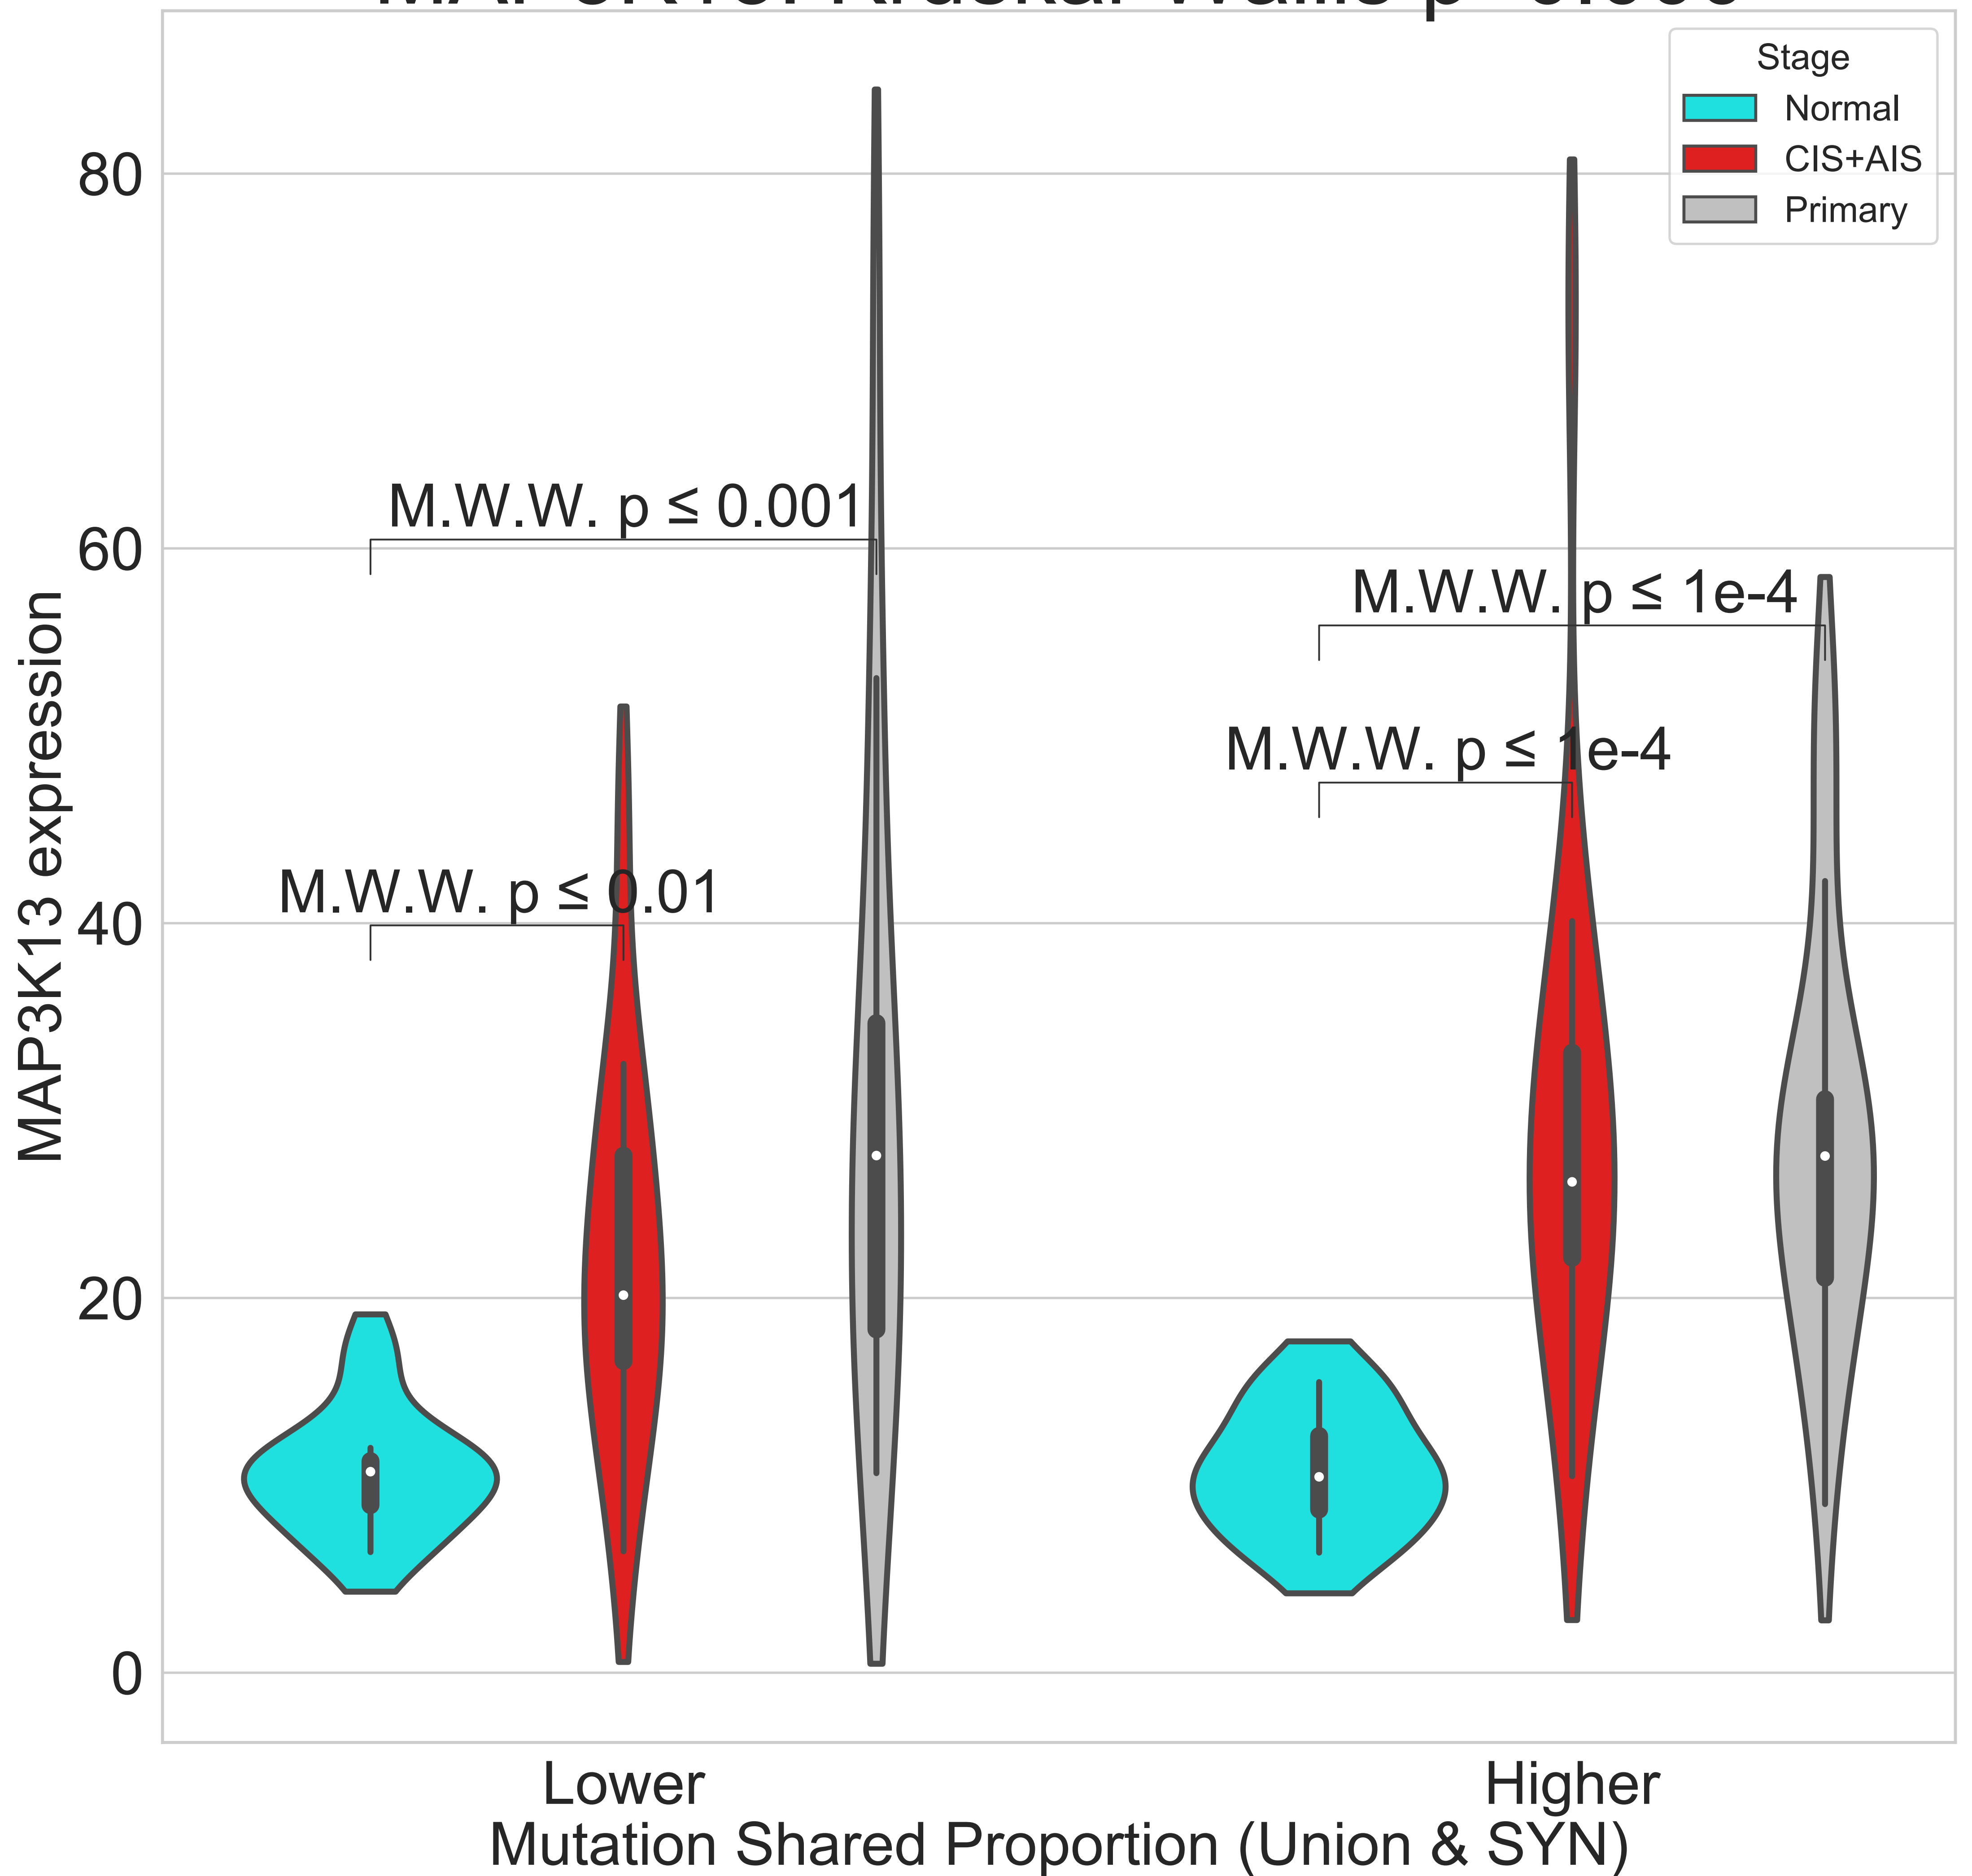 Stage
Normal
CIS+AIS
Primary
80
60
40
20
0
MAP3K13 expression
M.W.W. p ≤ 0.001
M.W.W. p ≤ 1e-4
M.W.W. p ≤ 1e-4
M.W.W. p ≤ 0.01
Lower
Higher
Mutation Shared Proportion (Union & SYN)